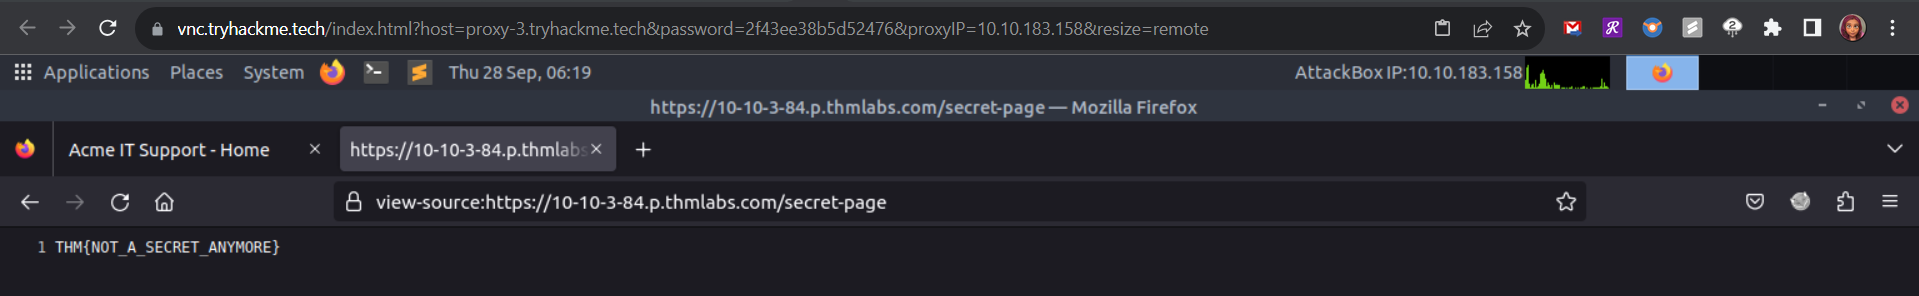 vnc.tryhackme.tech/index.html?host=proxy-3.tryhackme.tech&password=2f43ee38b5d52476&proxyIP=10.10.183.158&resize=remote
Applications Places System Thu 28 Sep, 06:19 AttackBox IP:10.10.183.158
https://10-10-3-84.p.thmlabs.com/secret-page — Mozilla Firefox
Acme IT Support - Home https://10-10-3-84.p.thmlabs
view-source:https://10-10-3-84.p.thmlabs.com/secret-page
1 THM{NOT_A_SECRET_ANYMORE}